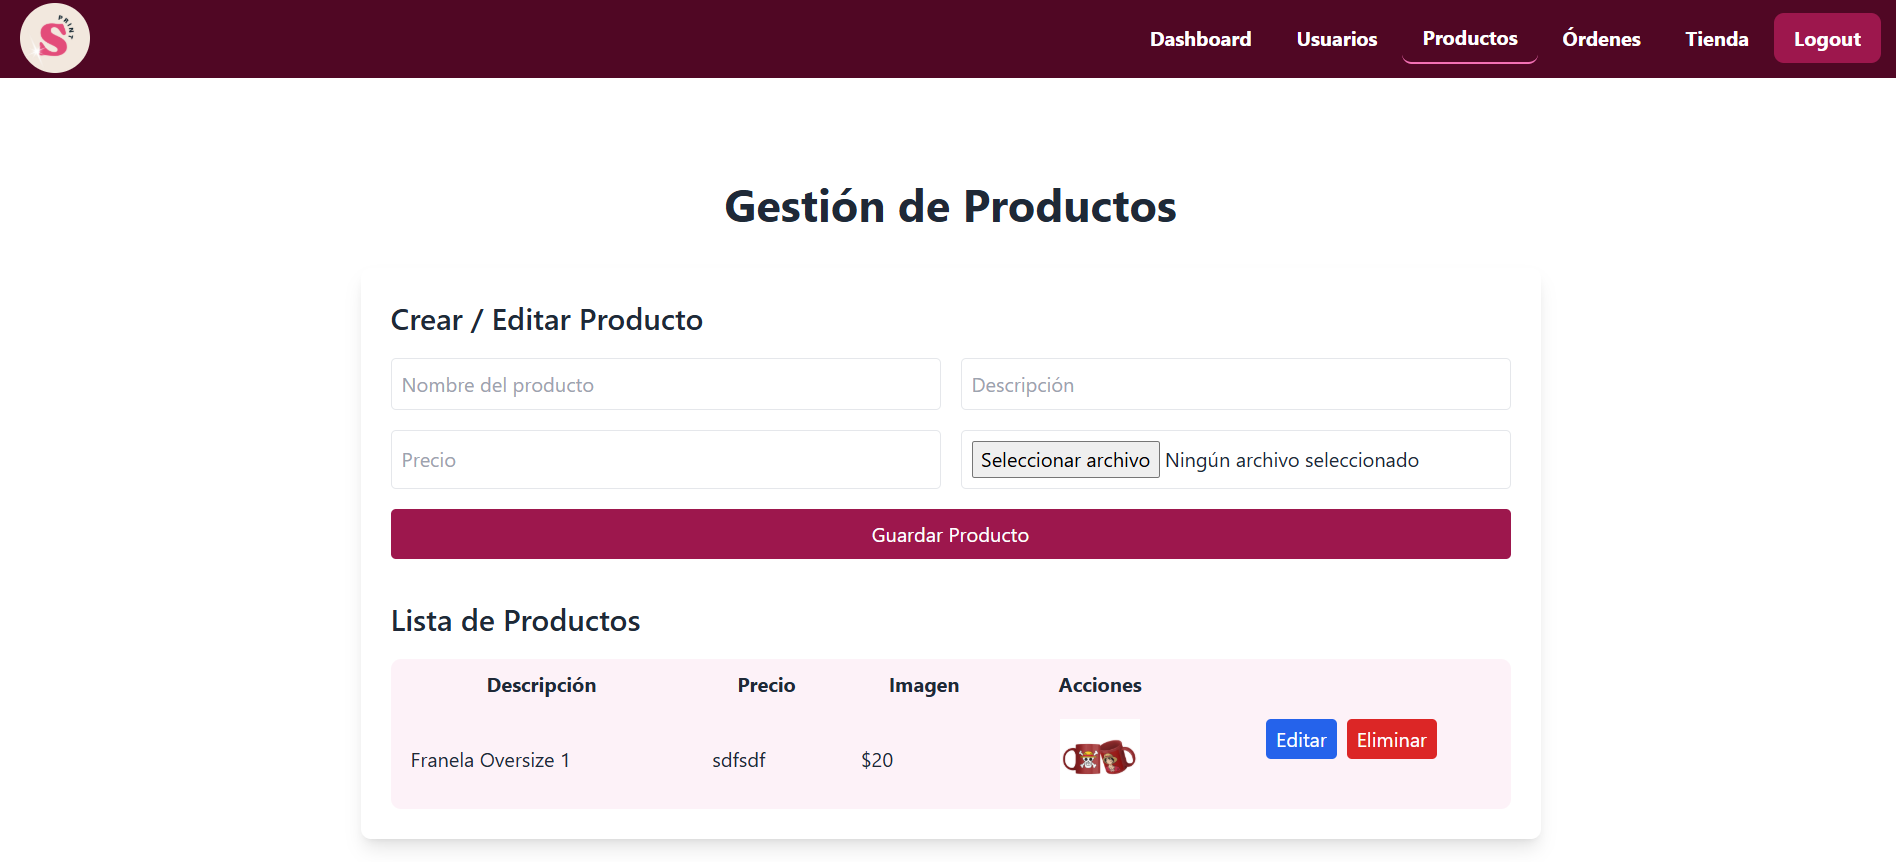 S PRINT
Dashboard Usuarios Productos Órdenes Tienda Logout
Gestión de Productos
Crear / Editar Producto
Nombre del producto Descripción
Precio Seleccionar archivo Ningún archivo seleccionado
Guardar Producto
Lista de Productos
Descripción Precio Imagen Acciones
Franela Oversize 1 sdfsdf $20 Editar Eliminar